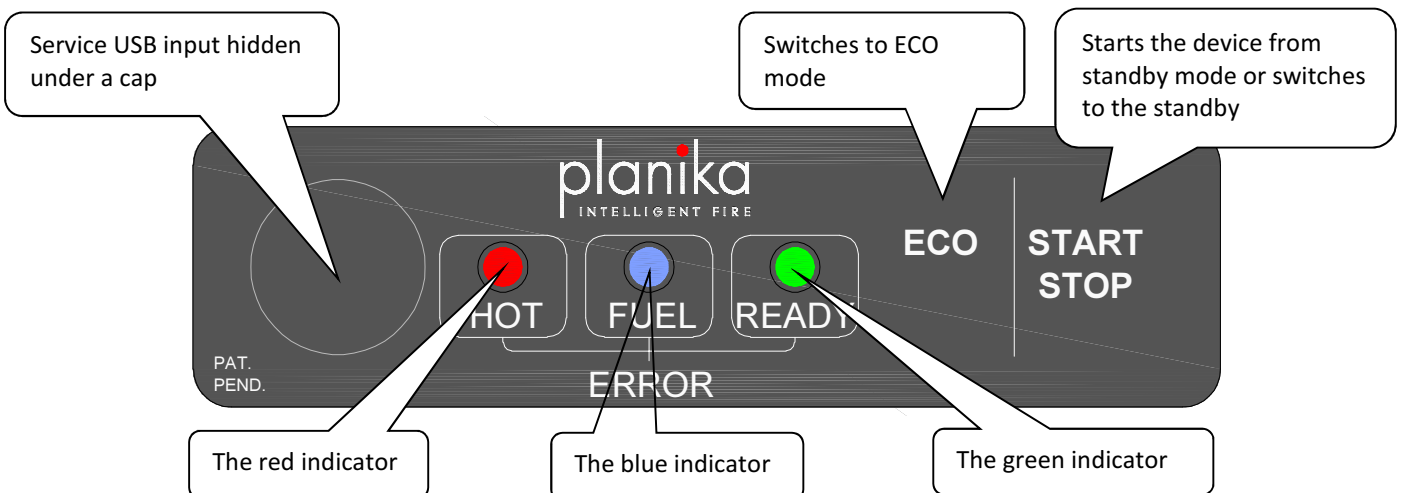 Service USB input hidden
under a cap
Switches to ECO
mode
Starts the device from
standby mode or switches
to the standby
planika
INTELLIGENT FIRE
HOT
FUEL
READY
ECO
START
STOP
PAT.
PEND.
ERROR
The red indicator
The blue indicator
The green indicator